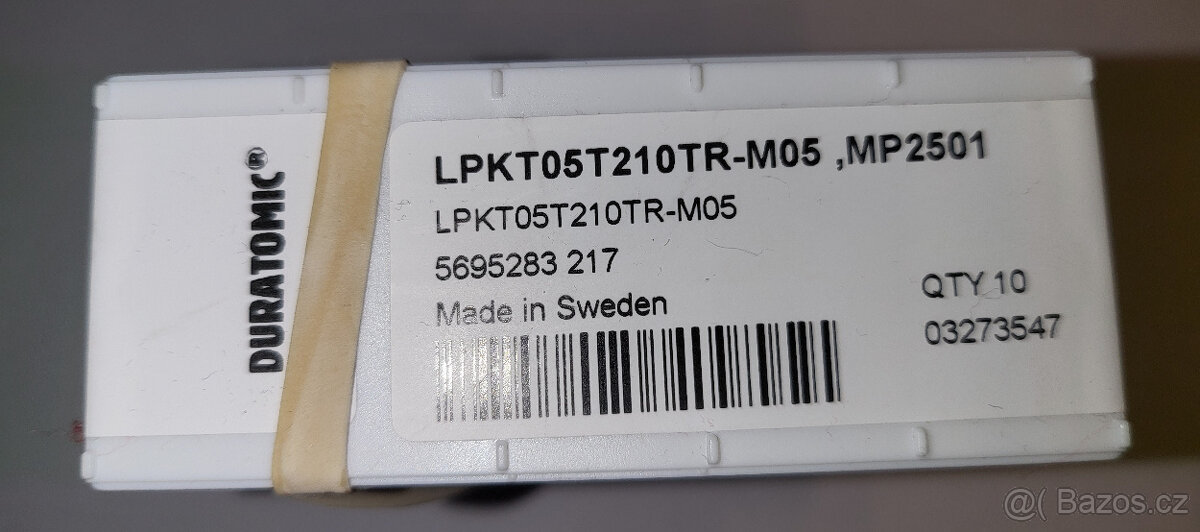 DURATOMIC®
LPKT05T210TR-M05 ,MP2501
LPKT05T210TR-M05
5695283 217
Made in Sweden
QTY 10
03273547
@( Bazos.cz